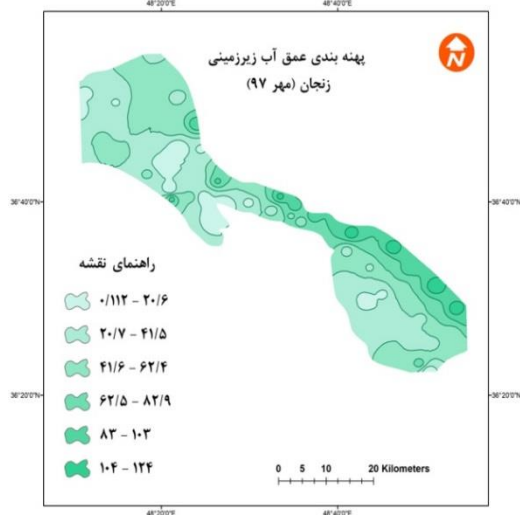 48°20'0"E 48°40'0"E
پهنه بندی عمق آب زیرزمینی
زنجان (مهر ۹۷)
N
36°40'0"N 36°40'0"N
راهنمای نقشه
۰/۱۱۲ - ۲۰/۶
۲۰/۷ - ۴۱/۵
۴۱/۶ - ۶۲/۴
۶۲/۵ - ۸۲/۹
۸۳ - ۱۰۳
۱۰۴ - ۱۲۴
36°20'0"N 36°20'0"N
0 5 10 20 Kilometers
48°20'0"E 48°40'0"E